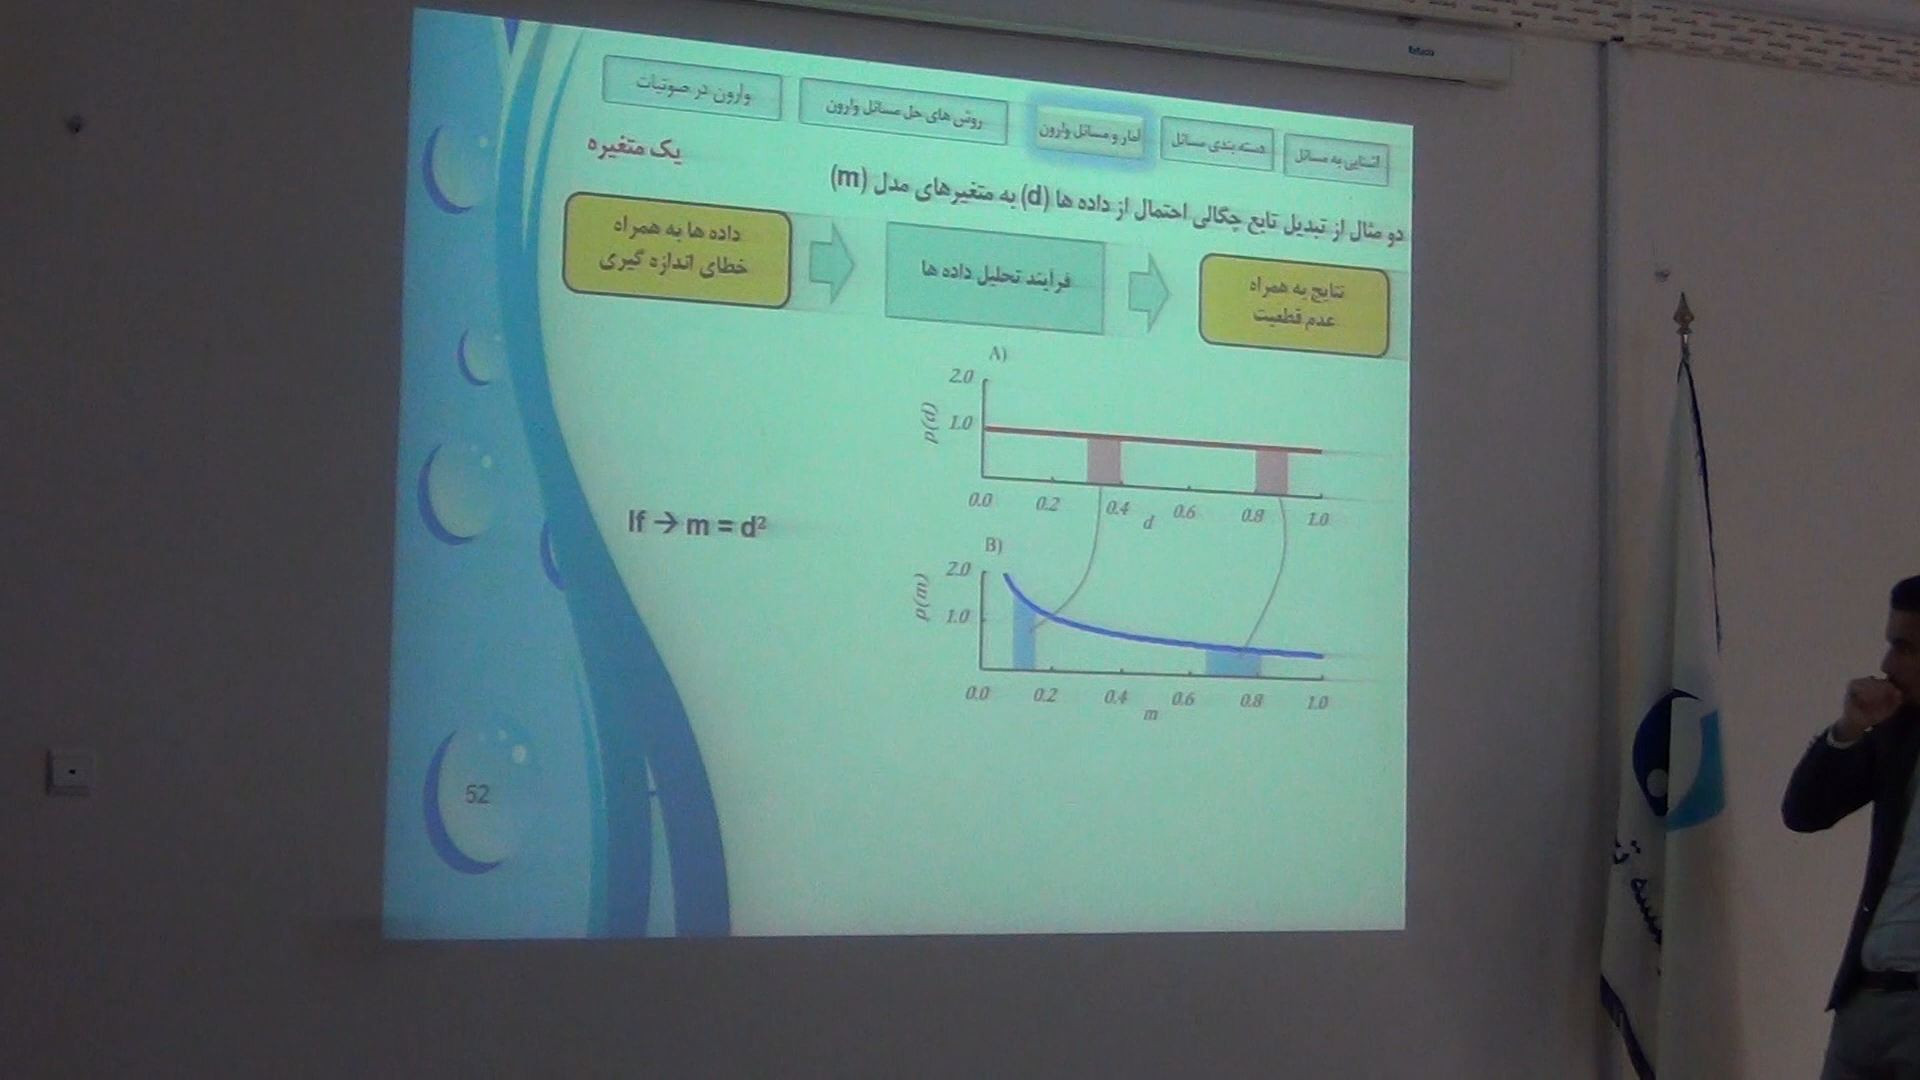 آشنایی به مسائل
دسته بندی مسائل
آمار و مسائل وارون
روش های حل مسائل وارون
وارون در صوتیات
یک متغیره
دو مثال از تبدیل تابع چگالی احتمال از داده ها (d) به متغیرهای مدل (m)
داده ها به همراه
خطای اندازه گیری
فرآیند تحلیل داده ها
نتایج به همراه
عدم قطعیت
A)
2.0
1.0
p(d)
0.0 0.2 0.4 0.6 0.8 1.0
d
If → m = d²
B)
2.0
1.0
p(m)
0.0 0.2 0.4 0.6 0.8 1.0
m
52